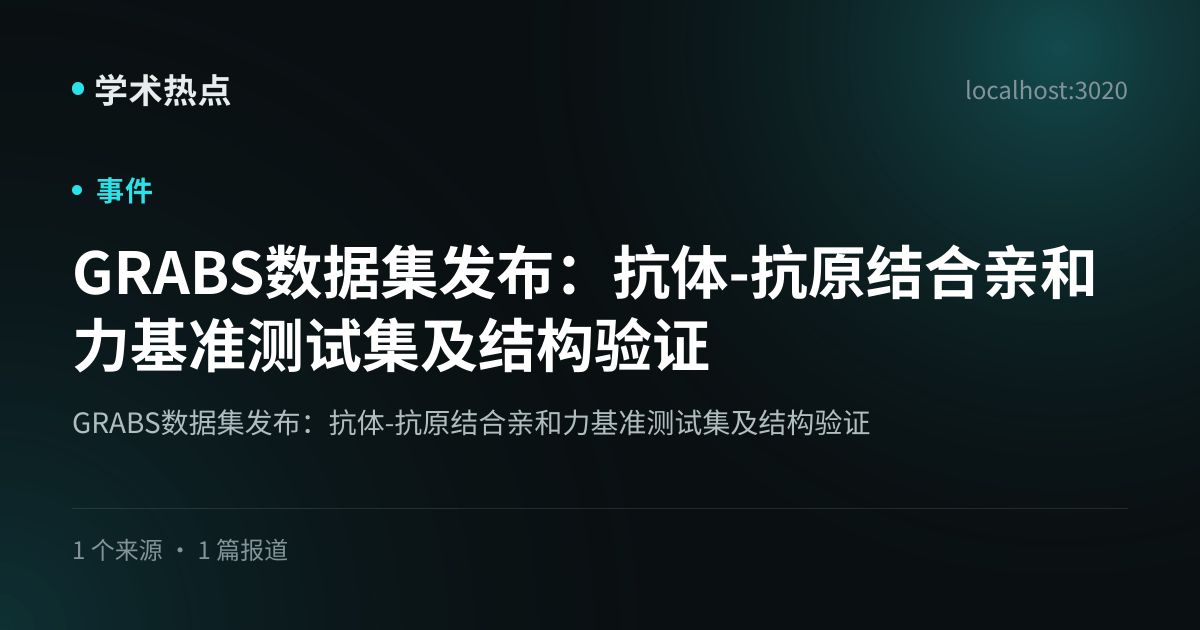 学术热点
localhost:3020
事件
GRABS数据集发布：抗体-抗原结合亲和
力基准测试集及结构验证
GRABS数据集发布：抗体-抗原结合亲和力基准测试集及结构验证
1 个来源 · 1 篇报道